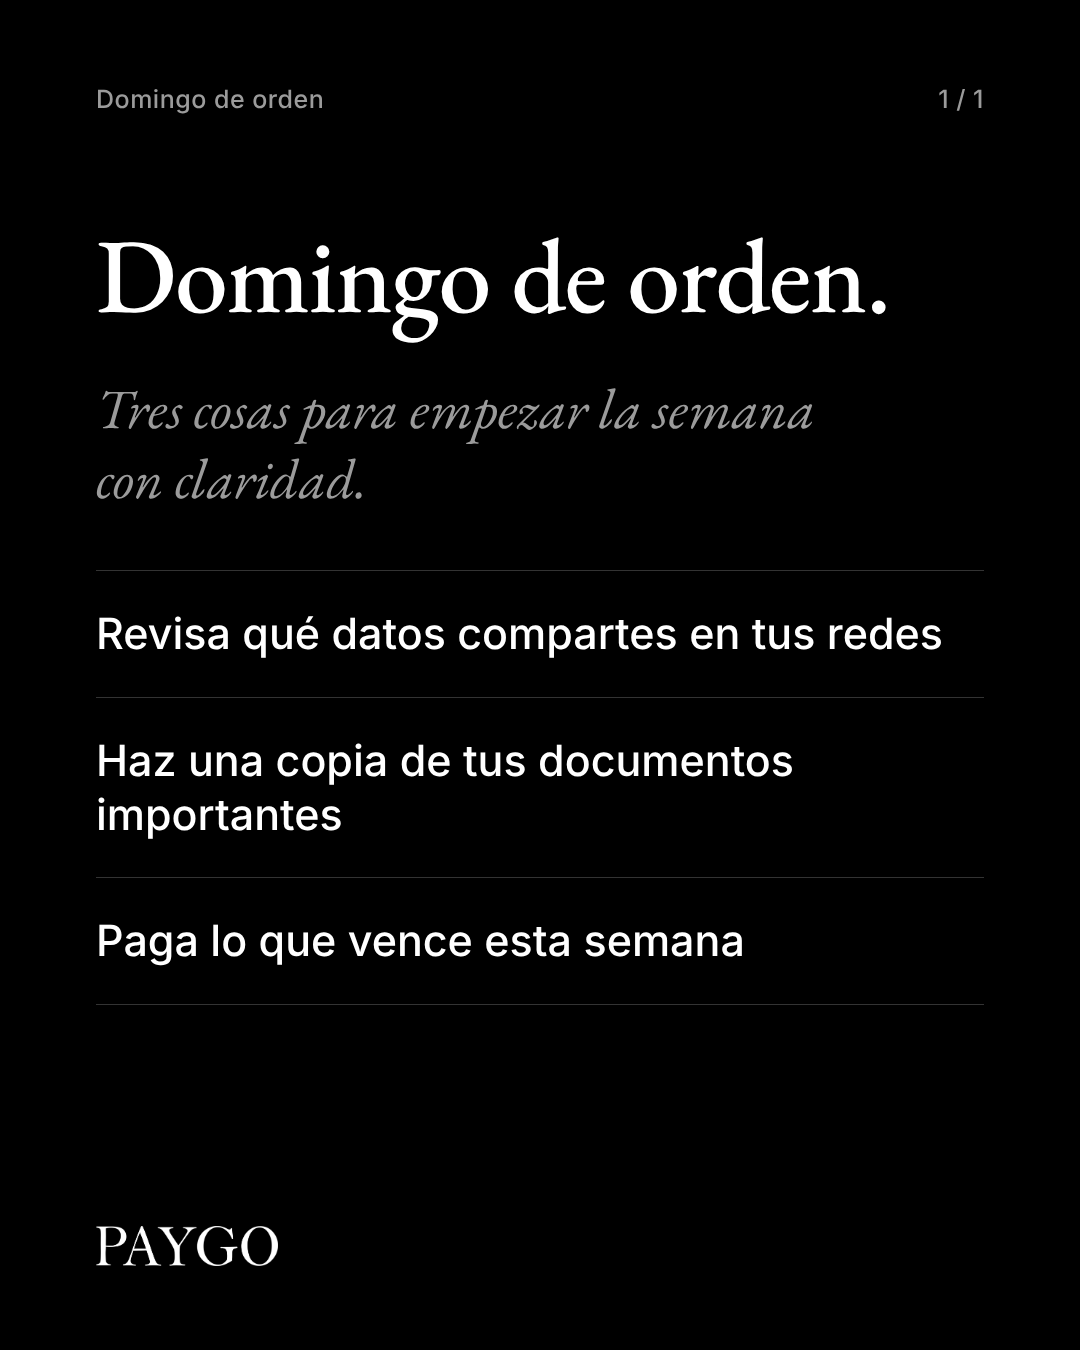 Domingo de orden
1 / 1
Domingo de orden.
Tres cosas para empezar la semana
con claridad.
Revisa qué datos compartes en tus redes
Haz una copia de tus documentos
importantes
Paga lo que vence esta semana
PAYGO